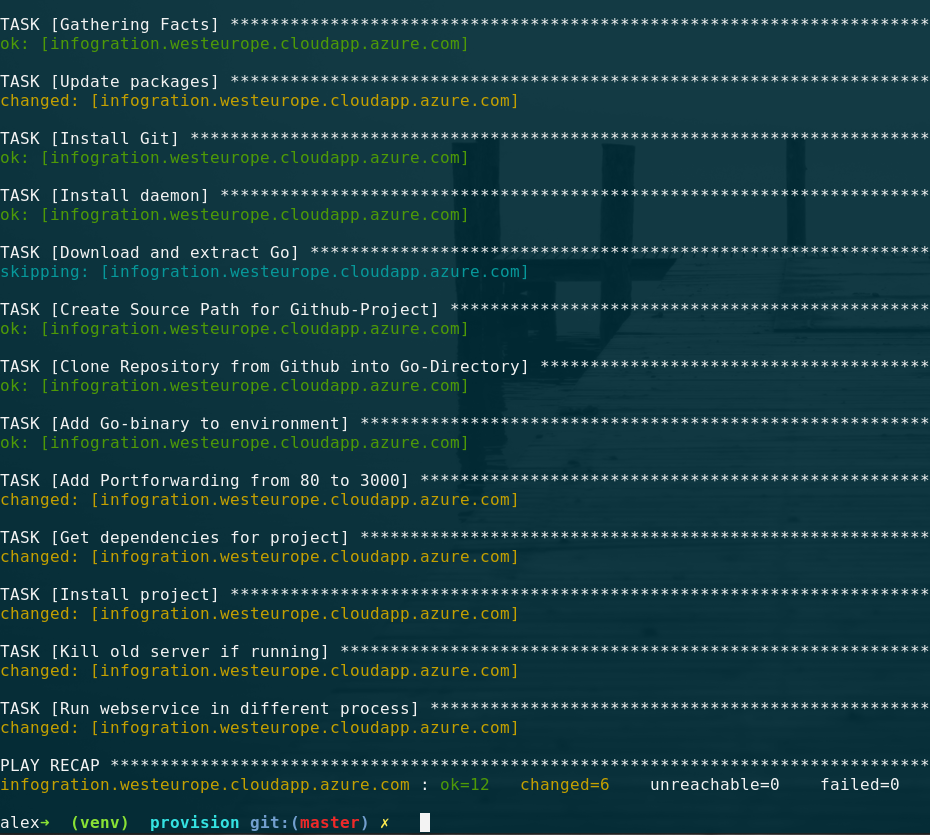 TASK [Gathering Facts] **********************************************************************
ok: [infogration.westeurope.cloudapp.azure.com]
TASK [Update packages] **********************************************************************
changed: [infogration.westeurope.cloudapp.azure.com]
TASK [Install Git] **************************************************************************
ok: [infogration.westeurope.cloudapp.azure.com]
TASK [Install daemon] ***********************************************************************
ok: [infogration.westeurope.cloudapp.azure.com]
TASK [Download and extract Go] **************************************************************
skipping: [infogration.westeurope.cloudapp.azure.com]
TASK [Create Source Path for Github-Project] ************************************************
ok: [infogration.westeurope.cloudapp.azure.com]
TASK [Clone Repository from Github into Go-Directory] ***************************************
ok: [infogration.westeurope.cloudapp.azure.com]
TASK [Add Go-binary to environment] *********************************************************
ok: [infogration.westeurope.cloudapp.azure.com]
TASK [Add Portforwarding from 80 to 3000] ***************************************************
changed: [infogration.westeurope.cloudapp.azure.com]
TASK [Get dependencies for project] *********************************************************
changed: [infogration.westeurope.cloudapp.azure.com]
TASK [Install project] **********************************************************************
changed: [infogration.westeurope.cloudapp.azure.com]
TASK [Kill old server if running] ***********************************************************
changed: [infogration.westeurope.cloudapp.azure.com]
TASK [Run webservice in different process] **************************************************
changed: [infogration.westeurope.cloudapp.azure.com]
PLAY RECAP **********************************************************************************
infogration.westeurope.cloudapp.azure.com : ok=12   changed=6    unreachable=0    failed=0
alex➜  (venv)  provision git:(master) ✗